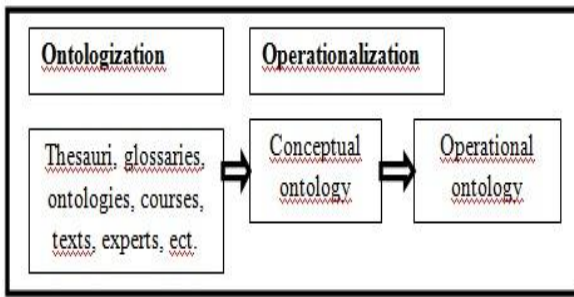 Ontologization
Operationalization
Thesauri, glossaries,
ontologies, courses,
texts, experts, ect.
Conceptual
ontology
Operational
ontology